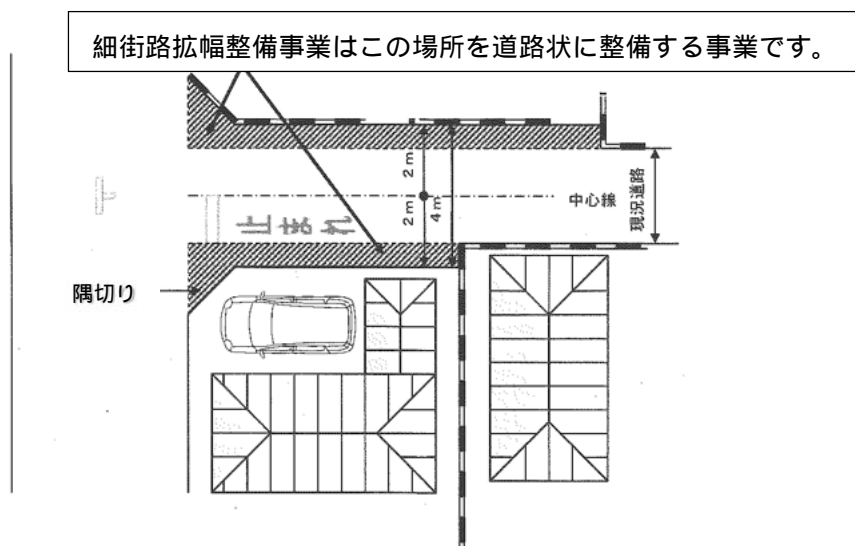 細街路拡幅整備事業はこの場所を道路状に整備する事業です。
2m
2m
4m
中心線
現況道路
止まれ
隅切り